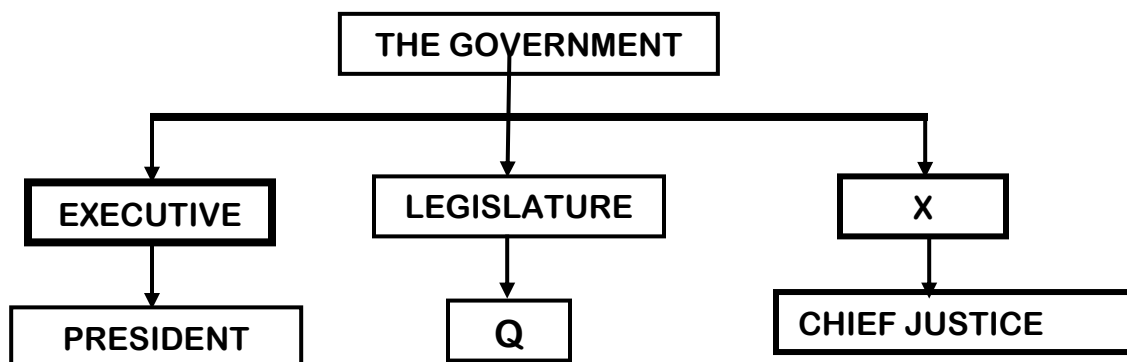 THE GOVERNMENT
EXECUTIVE
LEGISLATURE
X
PRESIDENT
Q
CHIEF JUSTICE